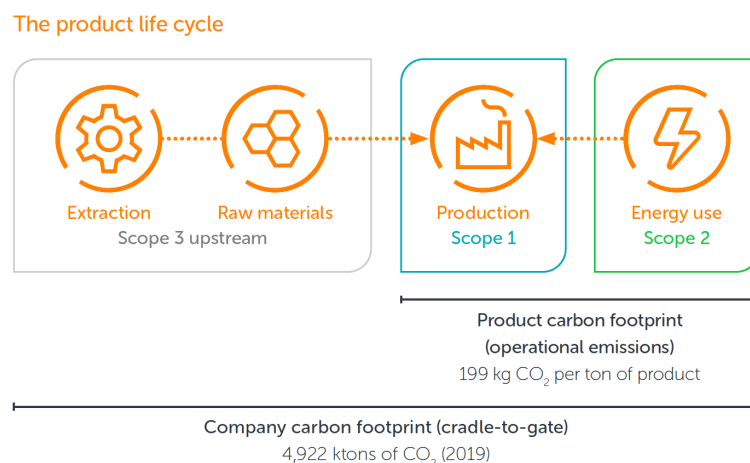 The product life cycle
Extraction
Raw materials
Scope 3 upstream
Production
Scope 1
Energy use
Scope 2
Product carbon footprint
(operational emissions)
199 kg CO₂ per ton of product
Company carbon footprint (cradle-to-gate)
4,922 ktons of CO₂ (2019)